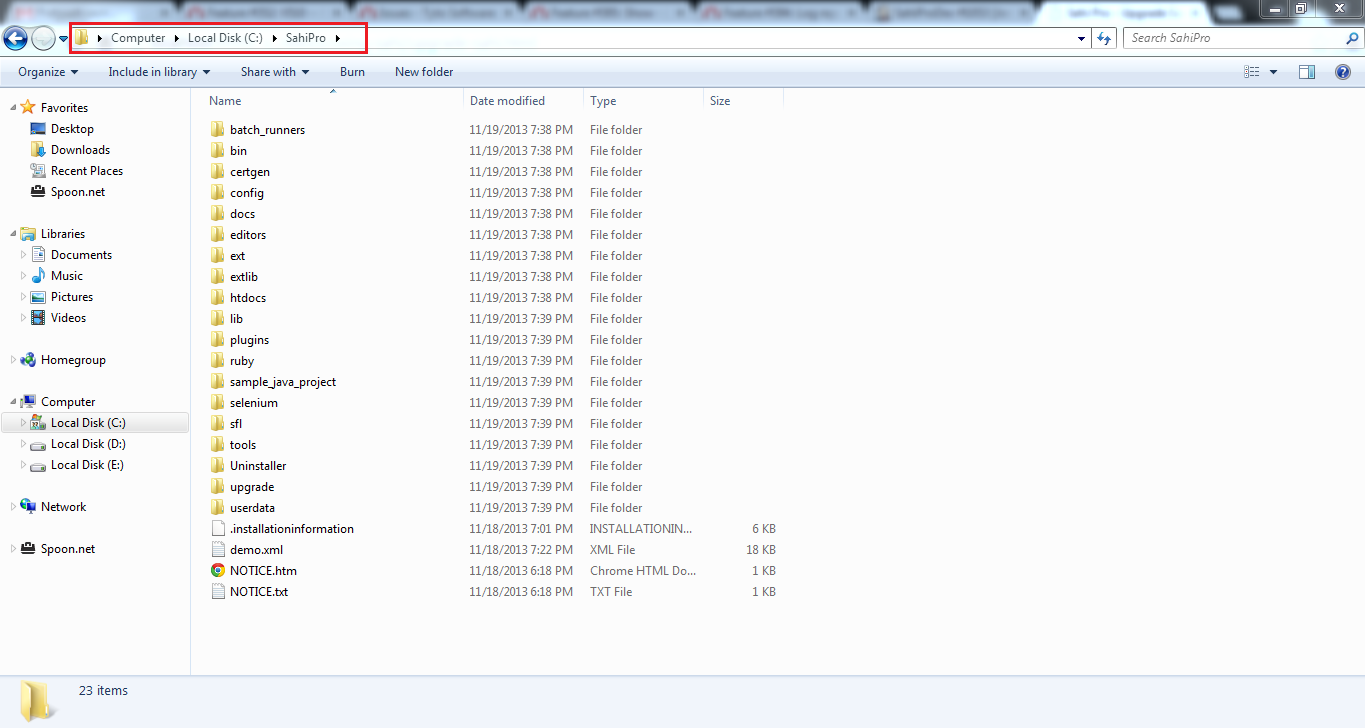 Computer Local Disk (C:) SahiPro Search SahiPro
Organize Include in library Share with Burn New folder
Name Date modified Type Size
Favorites
Desktop
Downloads
Recent Places
Spoon.net
Libraries
Documents
Music
Pictures
Videos
Homegroup
Computer
Local Disk (C:)
Local Disk (D:)
Local Disk (E:)
Network
Spoon.net
batch_runners 11/19/2013 7:38 PM File folder
bin 11/19/2013 7:38 PM File folder
certgen 11/19/2013 7:38 PM File folder
config 11/19/2013 7:38 PM File folder
docs 11/19/2013 7:38 PM File folder
editors 11/19/2013 7:38 PM File folder
ext 11/19/2013 7:38 PM File folder
extlib 11/19/2013 7:38 PM File folder
htdocs 11/19/2013 7:38 PM File folder
lib 11/19/2013 7:39 PM File folder
plugins 11/19/2013 7:39 PM File folder
ruby 11/19/2013 7:39 PM File folder
sample_java_project 11/19/2013 7:39 PM File folder
selenium 11/19/2013 7:39 PM File folder
sfl 11/19/2013 7:39 PM File folder
tools 11/19/2013 7:39 PM File folder
Uninstaller 11/19/2013 7:39 PM File folder
upgrade 11/19/2013 7:39 PM File folder
userdata 11/19/2013 7:39 PM File folder
.installationinformation 11/18/2013 7:01 PM INSTALLATIONIN... 6 KB
demo.xml 11/18/2013 7:22 PM XML File 18 KB
NOTICE.htm 11/18/2013 6:18 PM Chrome HTML Do... 1 KB
NOTICE.txt 11/18/2013 6:18 PM TXT File 1 KB
23 items